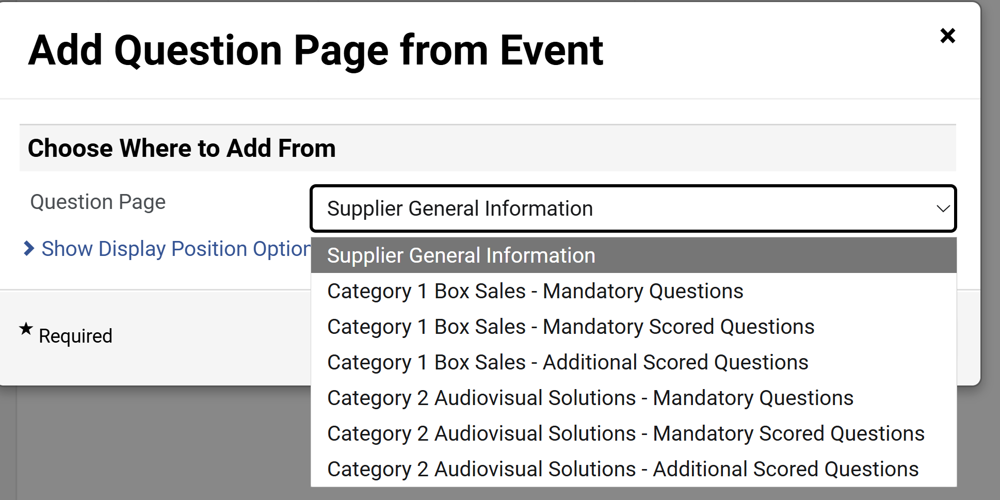 Add Question Page from Event
Choose Where to Add From
Question Page
Supplier General Information
Show Display Position Option
Supplier General Information
Category 1 Box Sales - Mandatory Questions
Category 1 Box Sales - Mandatory Scored Questions
Category 1 Box Sales - Additional Scored Questions
Category 2 Audiovisual Solutions - Mandatory Questions
Category 2 Audiovisual Solutions - Mandatory Scored Questions
Category 2 Audiovisual Solutions - Additional Scored Questions
★ Required